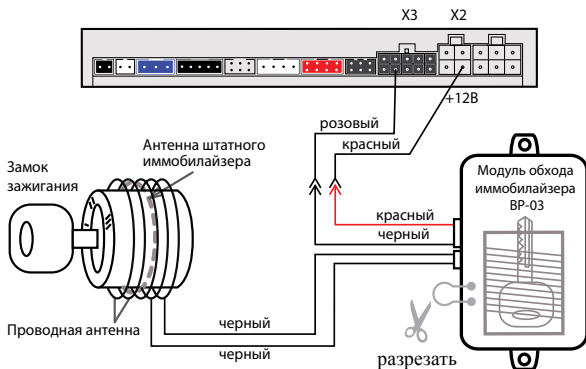 X3 X2
+12В
розовый
красный
Антенна штатного
иммобилайзера
Замок
зажигания
Модуль обхода
иммобилайзера
BP-03
красный
черный
Проводная антенна
черный
черный
разрезать